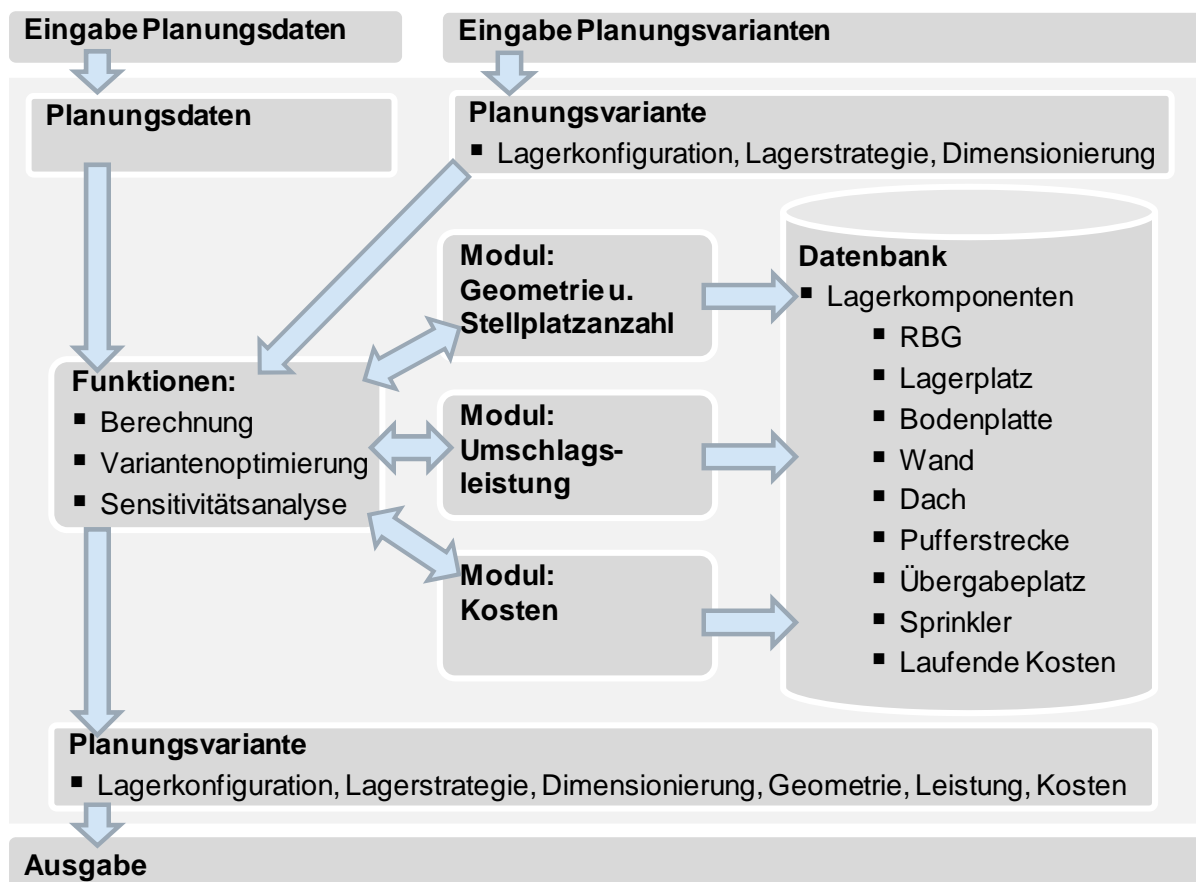 Eingabe Planungsdaten
Eingabe Planungsvarianten
Planungsdaten
Planungsvariante
▪ Lagerkonfiguration, Lagerstrategie, Dimensionierung
Modul:
Geometrie u.
Stellplatzanzahl
Datenbank
▪ Lagerkomponenten
▪ RBG
▪ Lagerplatz
▪ Bodenplatte
▪ Wand
▪ Dach
▪ Pufferstrecke
▪ Übergabeplatz
▪ Sprinkler
▪ Laufende Kosten
Funktionen:
▪ Berechnung
▪ Variantenoptimierung
▪ Sensitivitätsanalyse
Modul:
Umschlags-
leistung
Modul:
Kosten
Planungsvariante
▪ Lagerkonfiguration, Lagerstrategie, Dimensionierung, Geometrie, Leistung, Kosten
Ausgabe